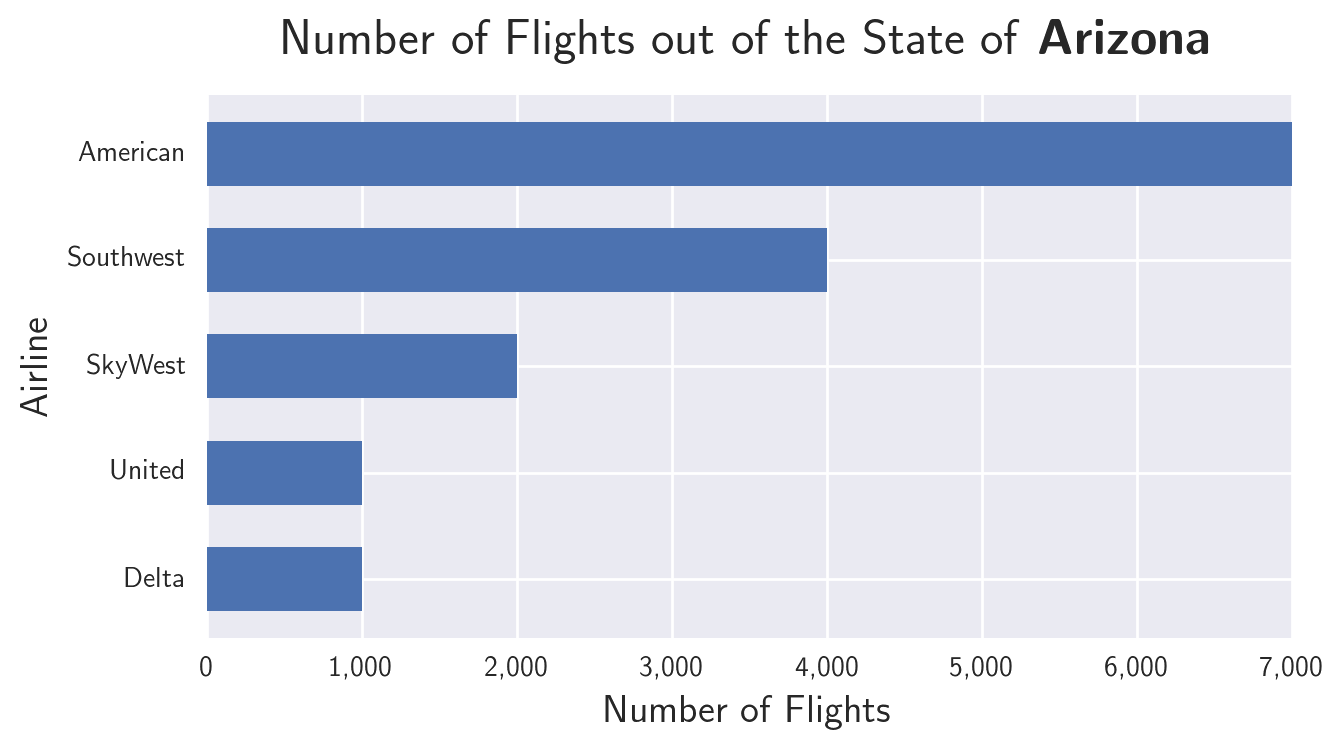 Number of Flights out of the State of Arizona
American
Southwest
SkyWest
United
Delta
Airline
0 1,000 2,000 3,000 4,000 5,000 6,000 7,000
Number of Flights